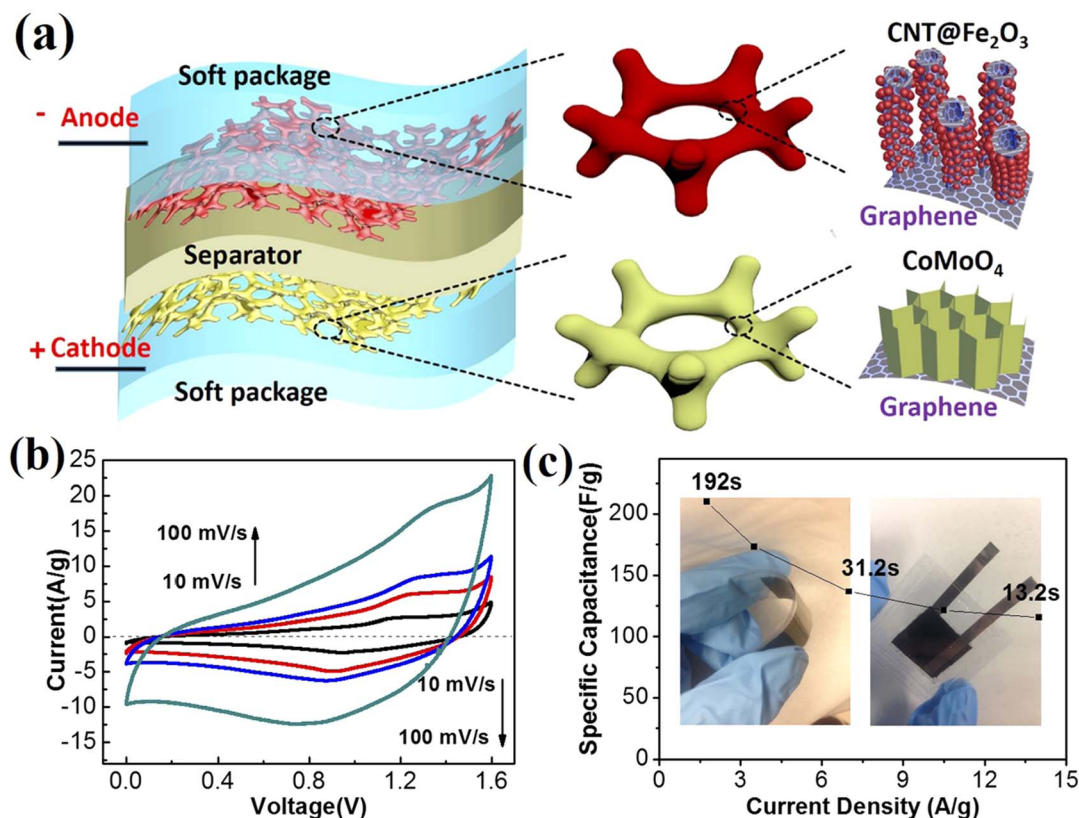 (a)
Soft package
- Anode
Separator
+ Cathode
Soft package
CNT@Fe₂O₃
Graphene
CoMoO₄
Graphene
(b)
25
20
15
10
5
0
-5
-10
-15
Current(A/g)
100 mV/s
10 mV/s
10 mV/s
100 mV/s
0.0 0.4 0.8 1.2 1.6
Voltage(V)
(c)
200
150
100
50
0
Specific Capacitance(F/g)
192s
31.2s
13.2s
0 3 6 9 12 15
Current Density (A/g)